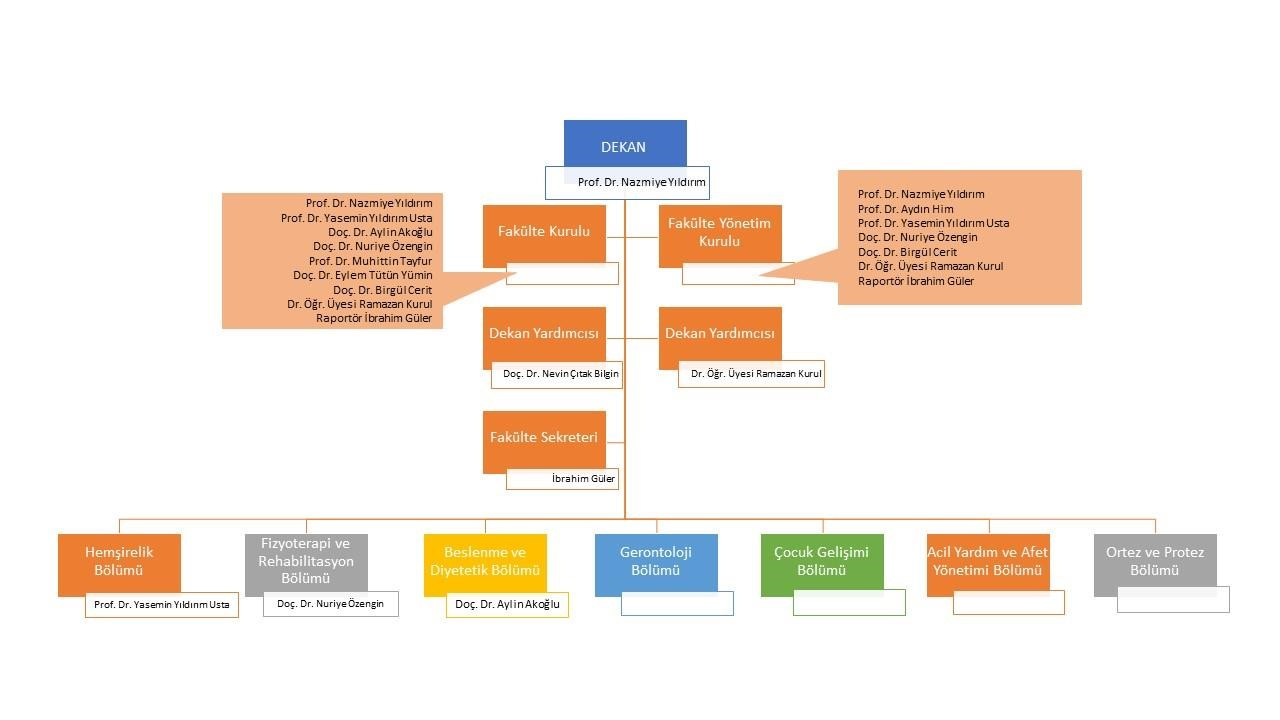 DEKAN
Prof. Dr. Nazmiye Yıldırım
Prof. Dr. Nazmiye Yıldırım
Prof. Dr. Yasemin Yıldırım Usta
Doç. Dr. Aylin Akoğlu
Doç. Dr. Nuriye Özengin
Prof. Dr. Muhittin Tayfur
Doç. Dr. Eylem Tütün Yümin
Doç. Dr. Birgül Cerit
Dr. Öğr. Üyesi Ramazan Kurul
Raportör İbrahim Güler
Fakülte Kurulu
Fakülte Yönetim
Kurulu
Prof. Dr. Nazmiye Yıldırım
Prof. Dr. Aydın Him
Prof. Dr. Yasemin Yıldırım Usta
Doç. Dr. Nuriye Özengin
Doç. Dr. Birgül Cerit
Dr. Öğr. Üyesi Ramazan Kurul
Raportör İbrahim Güler
Dekan Yardımcısı
Doç. Dr. Nevin Çıtak Bilgin
Dekan Yardımcısı
Dr. Öğr. Üyesi Ramazan Kurul
Fakülte Sekreteri
İbrahim Güler
Hemşirelik
Bölümü
Prof. Dr. Yasemin Yıldırım Usta
Fizyoterapi ve
Rehabilitasyon
Bölümü
Doç. Dr. Nuriye Özengin
Beslenme ve
Diyetetik Bölümü
Doç. Dr. Aylin Akoğlu
Gerontoloji
Bölümü
Çocuk Gelişimi
Bölümü
Acil Yardım ve Afet
Yönetimi Bölümü
Ortez ve Protez
Bölümü